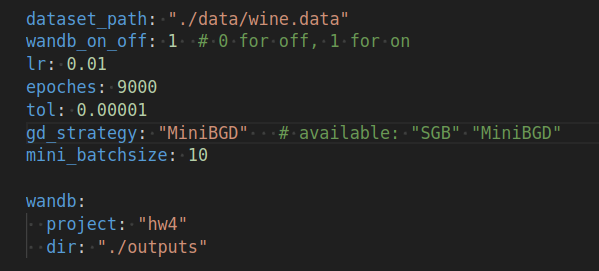 dataset_path: "./data/wine.data"
wandb_on_off: 1  # 0 for off, 1 for on
lr: 0.01
epoches: 9000
tol: 0.00001
gd_strategy: "MiniBGD"   # available: "SGB" "MiniBGD"
mini_batchsize: 10

wandb:
  project: "hw4"
  dir: "./outputs"